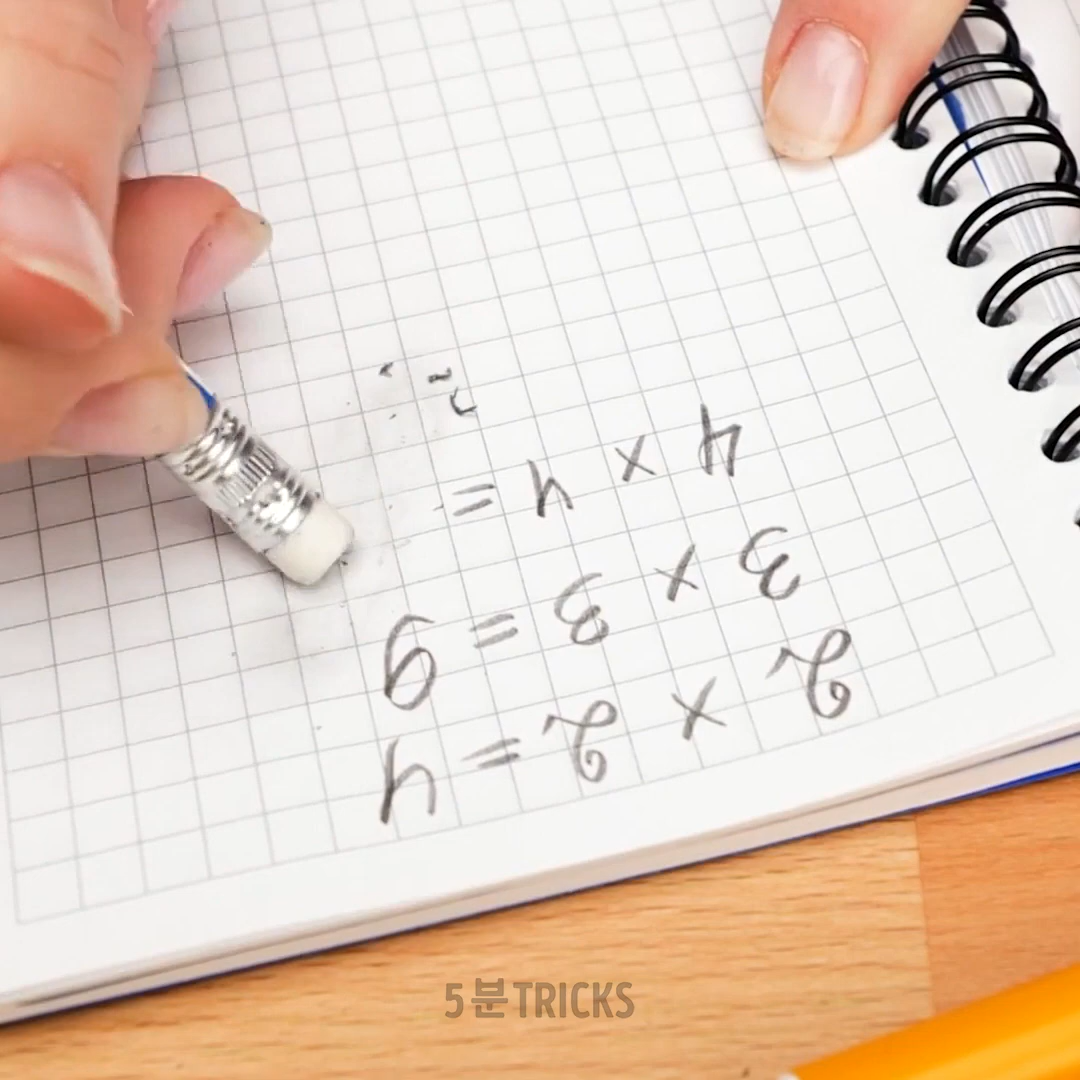 2 x 2 = 4
3 x 3 = 9
4 x 4 =
5분TRICKS